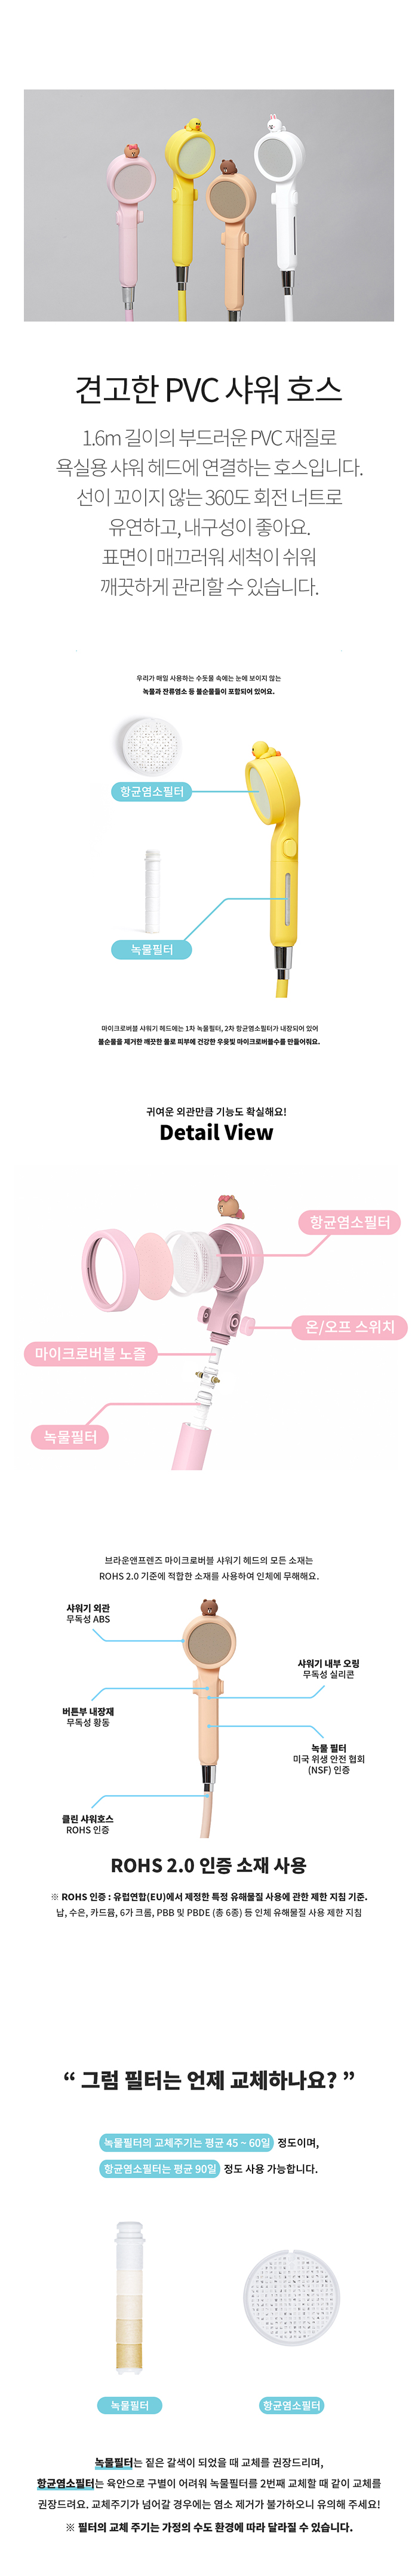 견고한 PVC 샤워 호스
1.6m 길이의 부드러운 PVC 재질로
욕실용 샤워 헤드에 연결하는 호스입니다.
선이 꼬이지 않는 360도 회전 너트로
유연하고, 내구성이 좋아요.
표면이 매끄러워 세척이 쉬워
깨끗하게 관리할 수 있습니다.
우리가 매일 사용하는 수돗물 속에는 눈에 보이지 않는
녹물과 잔류염소 등 불순물들이 포함되어 있어요.
항균염소필터
녹물필터
마이크로버블 샤워기 헤드에는 1차 녹물필터, 2차 항균염소필터가 내장되어 있어
불순물을 제거한 깨끗한 물로 피부에 건강한 우윳빛 마이크로버블수를 만들어줘요.
귀여운 외관만큼 기능도 확실해요!
Detail View
항균염소필터
온/오프 스위치
마이크로버블 노즐
녹물필터
브라운앤프렌즈 마이크로버블 샤워기 헤드의 모든 소재는
ROHS 2.0 기준에 적합한 소재를 사용하여 인체에 무해해요.
샤워기 외관
무독성 ABS
샤워기 내부 오링
무독성 실리콘
버튼부 내장재
무독성 황동
녹물 필터
미국 위생 안전 협회
(NSF) 인증
클린 샤워호스
ROHS 인증
ROHS 2.0 인증 소재 사용
※ ROHS 인증 : 유럽연합(EU)에서 제정한 특정 유해물질 사용에 관한 제한 지침 기준.
납, 수은, 카드뮴, 6가 크롬, PBB 및 PBDE (총 6종) 등 인체 유해물질 사용 제한 지침
“ 그럼 필터는 언제 교체하나요? ”
녹물필터의 교체주기는 평균 45 ~ 60일 정도이며,
항균염소필터는 평균 90일 정도 사용 가능합니다.
녹물필터
항균염소필터
녹물필터는 짙은 갈색이 되었을 때 교체를 권장드리며,
항균염소필터는 육안으로 구별이 어려워 녹물필터를 2번째 교체할 때 같이 교체를
권장드려요. 교체주기가 넘어갈 경우에는 염소 제거가 불가하오니 유의해 주세요!
※ 필터의 교체 주기는 가정의 수도 환경에 따라 달라질 수 있습니다.